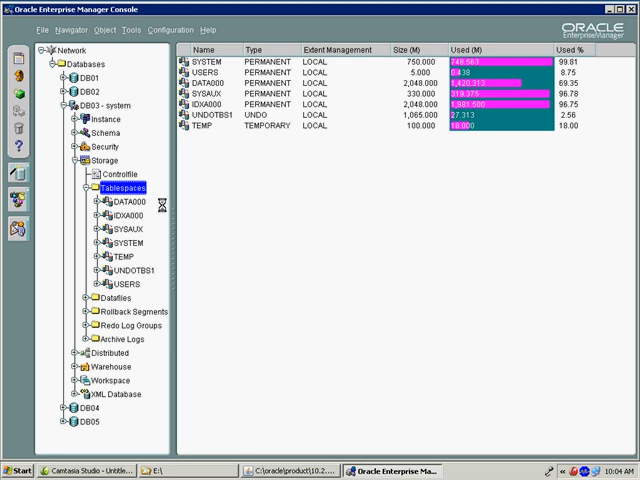 Oracle Enterprise Manager Console
File Navigator Object Tools Configuration Help
ORACLE
EnterpriseManager
Network
Databases
DB01
DB02
DB03 - system
Instance
Schema
Security
Storage
Controlfile
Tablespaces
DATA000
IDXA000
SYSAUX
SYSTEM
TEMP
UNDOTBS1
USERS
Datafiles
Rollback Segments
Redo Log Groups
Archive Logs
Distributed
Warehouse
Workspace
XML Database
DB04
DB05
Name Type Extent Management Size (M) Used (M) Used %
SYSTEM PERMANENT LOCAL 750.000 748.563 99.81
USERS PERMANENT LOCAL 5.000 0.438 8.75
DATA000 PERMANENT LOCAL 2,048.000 1,420.313 69.35
SYSAUX PERMANENT LOCAL 330.000 319.375 96.78
IDXA000 PERMANENT LOCAL 2,048.000 1,981.500 96.75
UNDOTBS1 UNDO LOCAL 1,065.000 27.313 2.56
TEMP TEMPORARY LOCAL 100.000 18.000 18.00
Start Camtasia Studio - Untitle... E:\ C:\oracle\product\10.2.... Oracle Enterprise Ma... « 10:04 AM